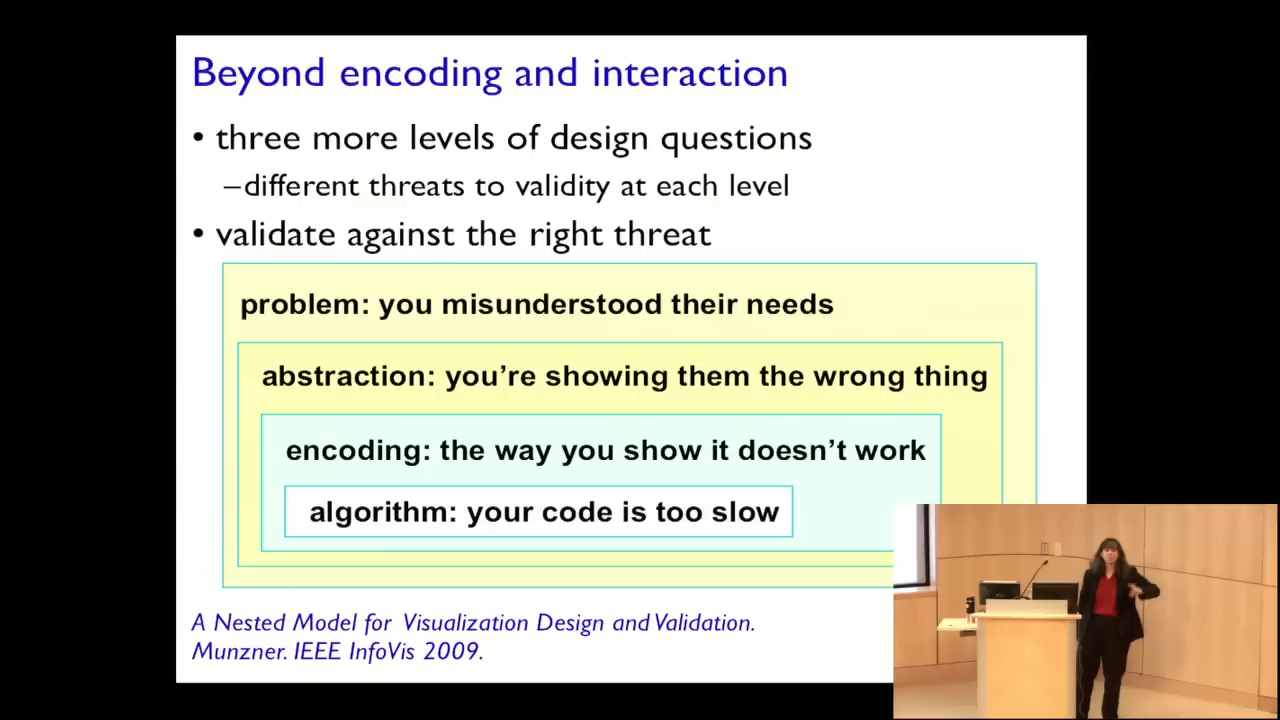 Beyond encoding and interaction
• three more levels of design questions
–different threats to validity at each level
• validate against the right threat
problem: you misunderstood their needs
abstraction: you’re showing them the wrong thing
encoding: the way you show it doesn’t work
algorithm: your code is too slow
A Nested Model for Visualization Design and Validation.
Munzner. IEEE InfoVis 2009.